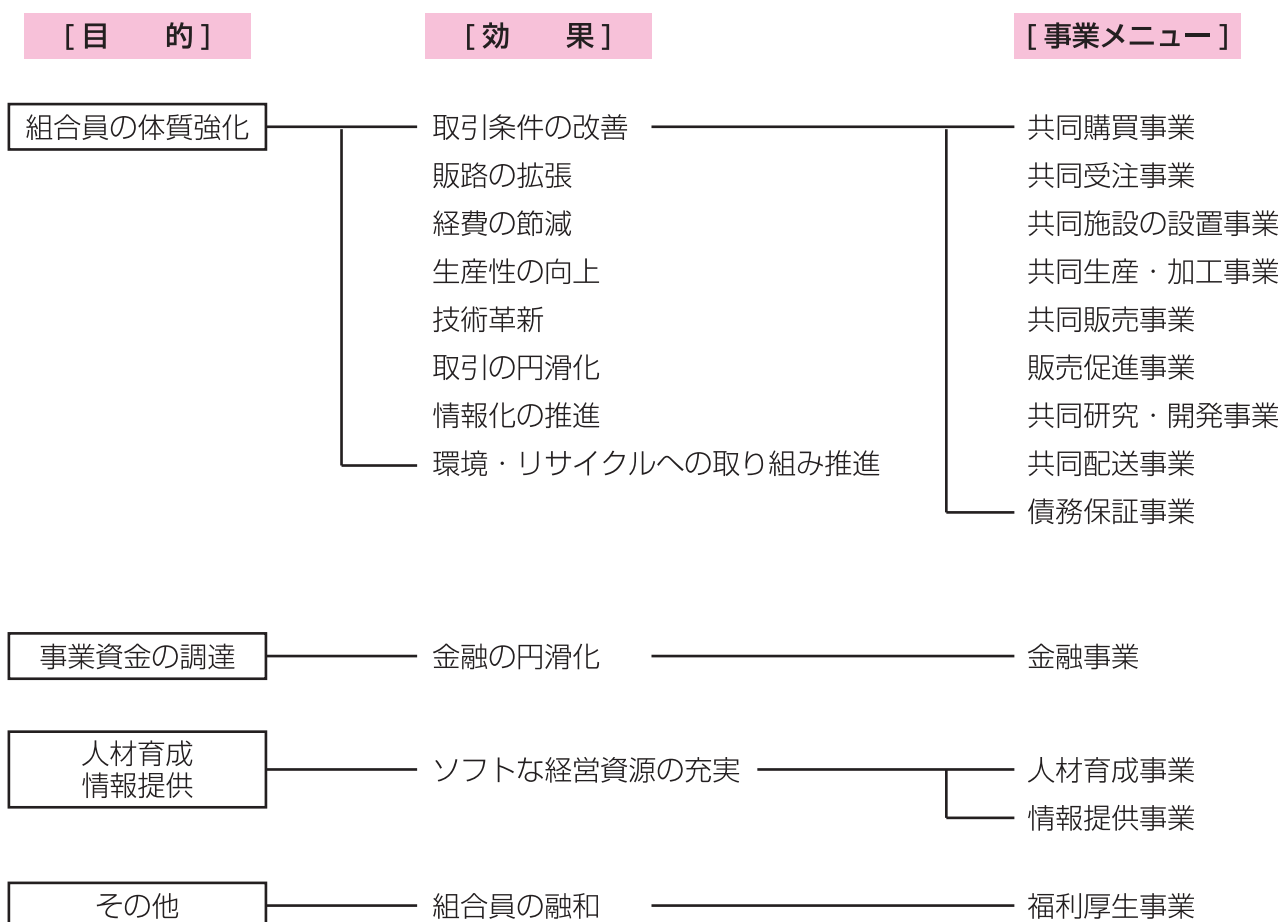 [目　　的]　[効　　果]　[事業メニュー]
組合員の体質強化　取引条件の改善　共同購買事業
販路の拡張　共同受注事業
経費の節減　共同施設の設置事業
生産性の向上　共同生産・加工事業
技術革新　共同販売事業
取引の円滑化　販売促進事業
情報化の推進　共同研究・開発事業
環境・リサイクルへの取り組み推進　共同配送事業
債務保証事業
事業資金の調達　金融の円滑化　金融事業
人材育成
情報提供
ソフトな経営資源の充実　人材育成事業
情報提供事業
その他　組合員の融和　福利厚生事業